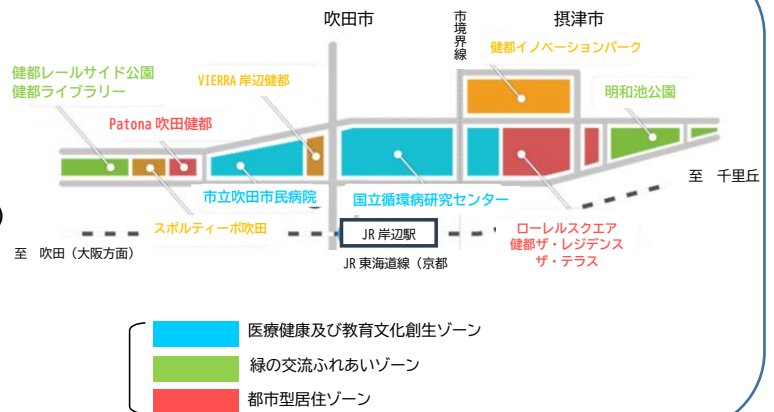 吹田市
市境界線
摂津市
健都レールサイド公園
健都ライブラリー
VIERRA 岸辺健都
健都イノベーションパーク
Patona 吹田健都
明和池公園
至 千里丘
市立吹田市民病院
国立循環病研究センター
スポルティーボ吹田
JR 岸辺駅
ローレルスクエア
健都ザ・レジデンス
ザ・テラス
至 吹田（大阪方面）
JR 東海道線（京都
医療健康及び教育文化創生ゾーン
緑の交流ふれあいゾーン
都市型居住ゾーン